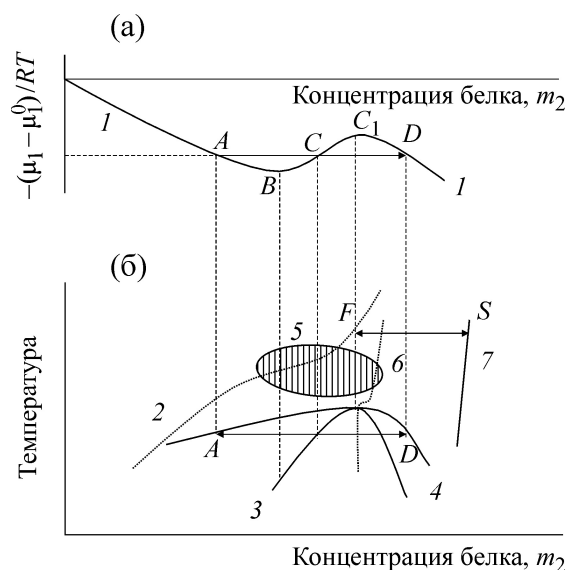 (а)
−(μ₁−μ₁⁰)/RT
Концентрация белка, m₂
1
A
B
C
C₁
D
1
(б)
Температура
F
S
5
6
7
2
A
D
3
4
Концентрация белка, m₂